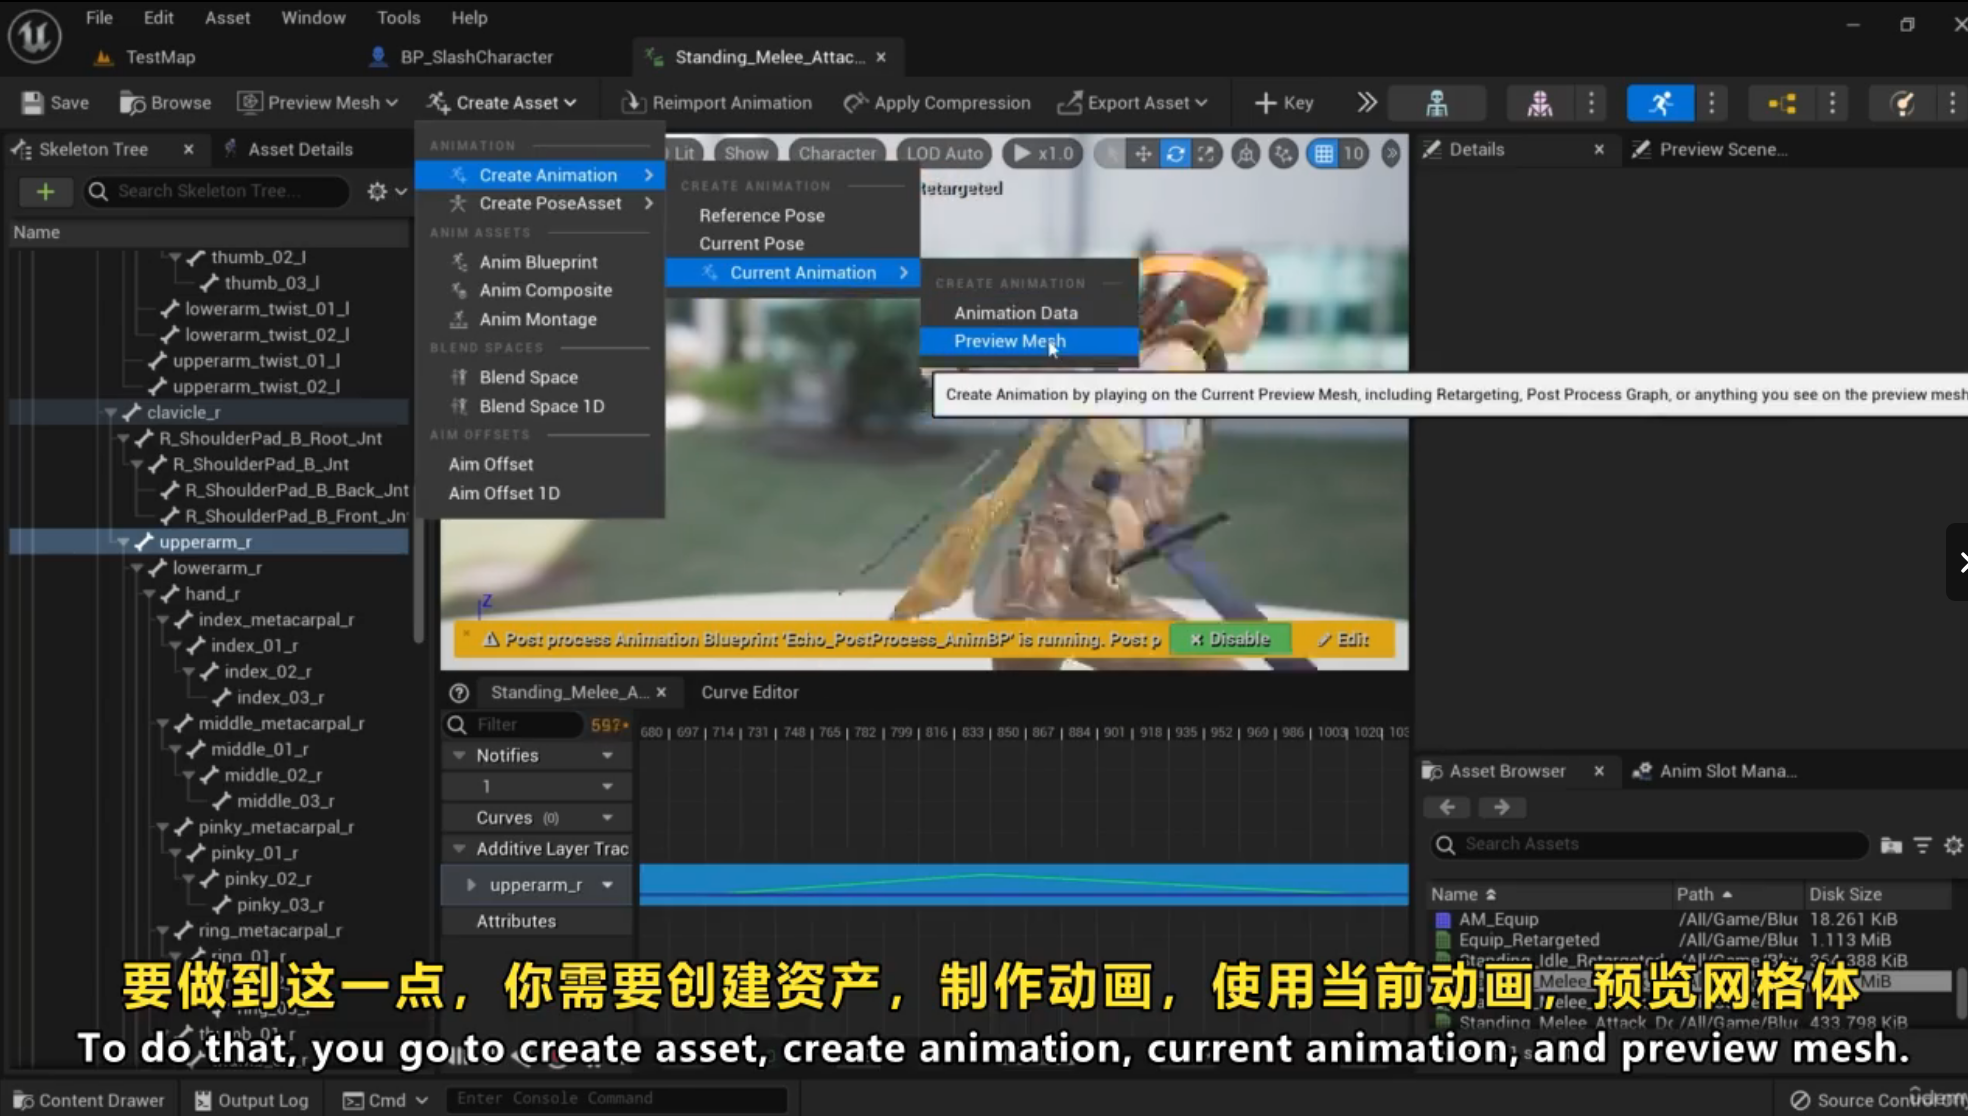 File Edit Asset Window Tools Help
TestMap BP_SlashCharacter Standing_Melee_Attac...
Save Browse Preview Mesh Create Asset Reimport Animation Apply Compression Export Asset Key
Skeleton Tree Asset Details
Search Skeleton Tree...
Name
thumb_02_l
thumb_03_l
lowerarm_twist_01_l
lowerarm_twist_02_l
upperarm_twist_01_l
upperarm_twist_02_l
clavicle_r
R_ShoulderPad_B_Root_Jnt
R_ShoulderPad_B_Jnt
R_ShoulderPad_B_Back_Jnt
R_ShoulderPad_B_Front_Jn
upperarm_r
lowerarm_r
hand_r
index_metacarpal_r
index_01_r
index_02_r
index_03_r
middle_metacarpal_r
middle_01_r
middle_02_r
middle_03_r
pinky_metacarpal_r
pinky_01_r
pinky_02_r
pinky_03_r
ring_metacarpal_r
ring_01_r
thumb_01_r
ANIMATION
Create Animation
Create PoseAsset
ANIM ASSETS
Anim Blueprint
Anim Composite
Anim Montage
BLEND SPACES
Blend Space
Blend Space 1D
AIM OFFSETS
Aim Offset
Aim Offset 1D
CREATE ANIMATION
Reference Pose
Current Pose
Current Animation
CREATE ANIMATION
Animation Data
Preview Mesh
Create Animation by playing on the Current Preview Mesh, including Retargeting, Post Process Graph, or anything you see on the preview mesh
Lit Show Character LOD Auto x1.0 10
Retargeted
Z
Post process Animation Blueprint 'Echo_PostProcess_AnimBP' is running. Post p Disable Edit
Standing_Melee_A... Curve Editor
Filter 597*
680 697 714 731 748 765 782 799 816 833 850 867 884 901 918 935 952 969 986 1003 1020 103
Notifies
1
Curves (0)
Additive Layer Trac
upperarm_r
Attributes
Details Preview Scene...
Asset Browser Anim Slot Mana...
Search Assets
Name Path Disk Size
AM_Equip /All/Game/Blue 18.261 KiB
Equip_Retargeted /All/Game/Blue 1.113 MiB
Standing_Idle_Retargeted /All/Game/Blue 364.388 KiB
MiB
Standing_Melee_Attack_Do /All/Game/Blue 433.798 KiB
要做到这一点，你需要创建资产，制作动画，使用当前动画，预览网格体
To do that, you go to create asset, create animation, current animation, and preview mesh.
Content Drawer Output Log Cmd Enter Console Command Source Control